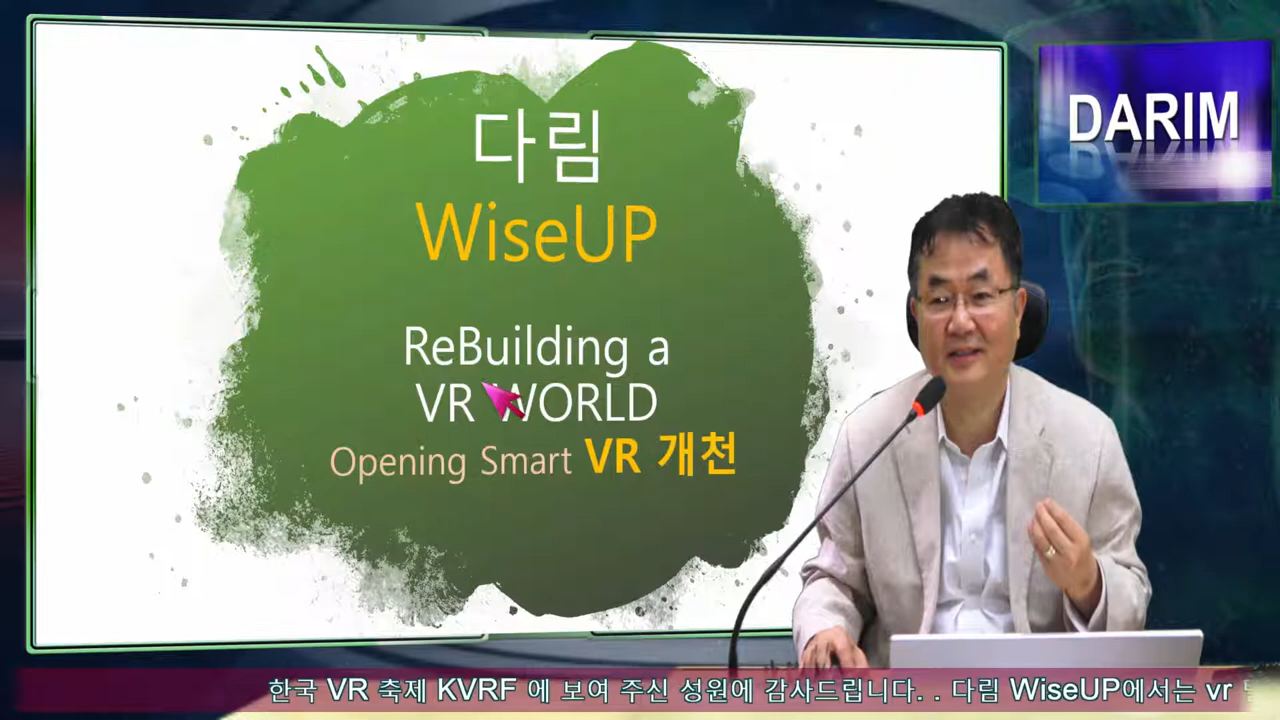 다림
WiseUP
ReBuilding a
VR WORLD
Opening Smart VR 개천
DARIM
한국 VR 축제 KVRF 에 보여 주신 성원에 감사드립니다. . 다림 WiseUP에서는 vr